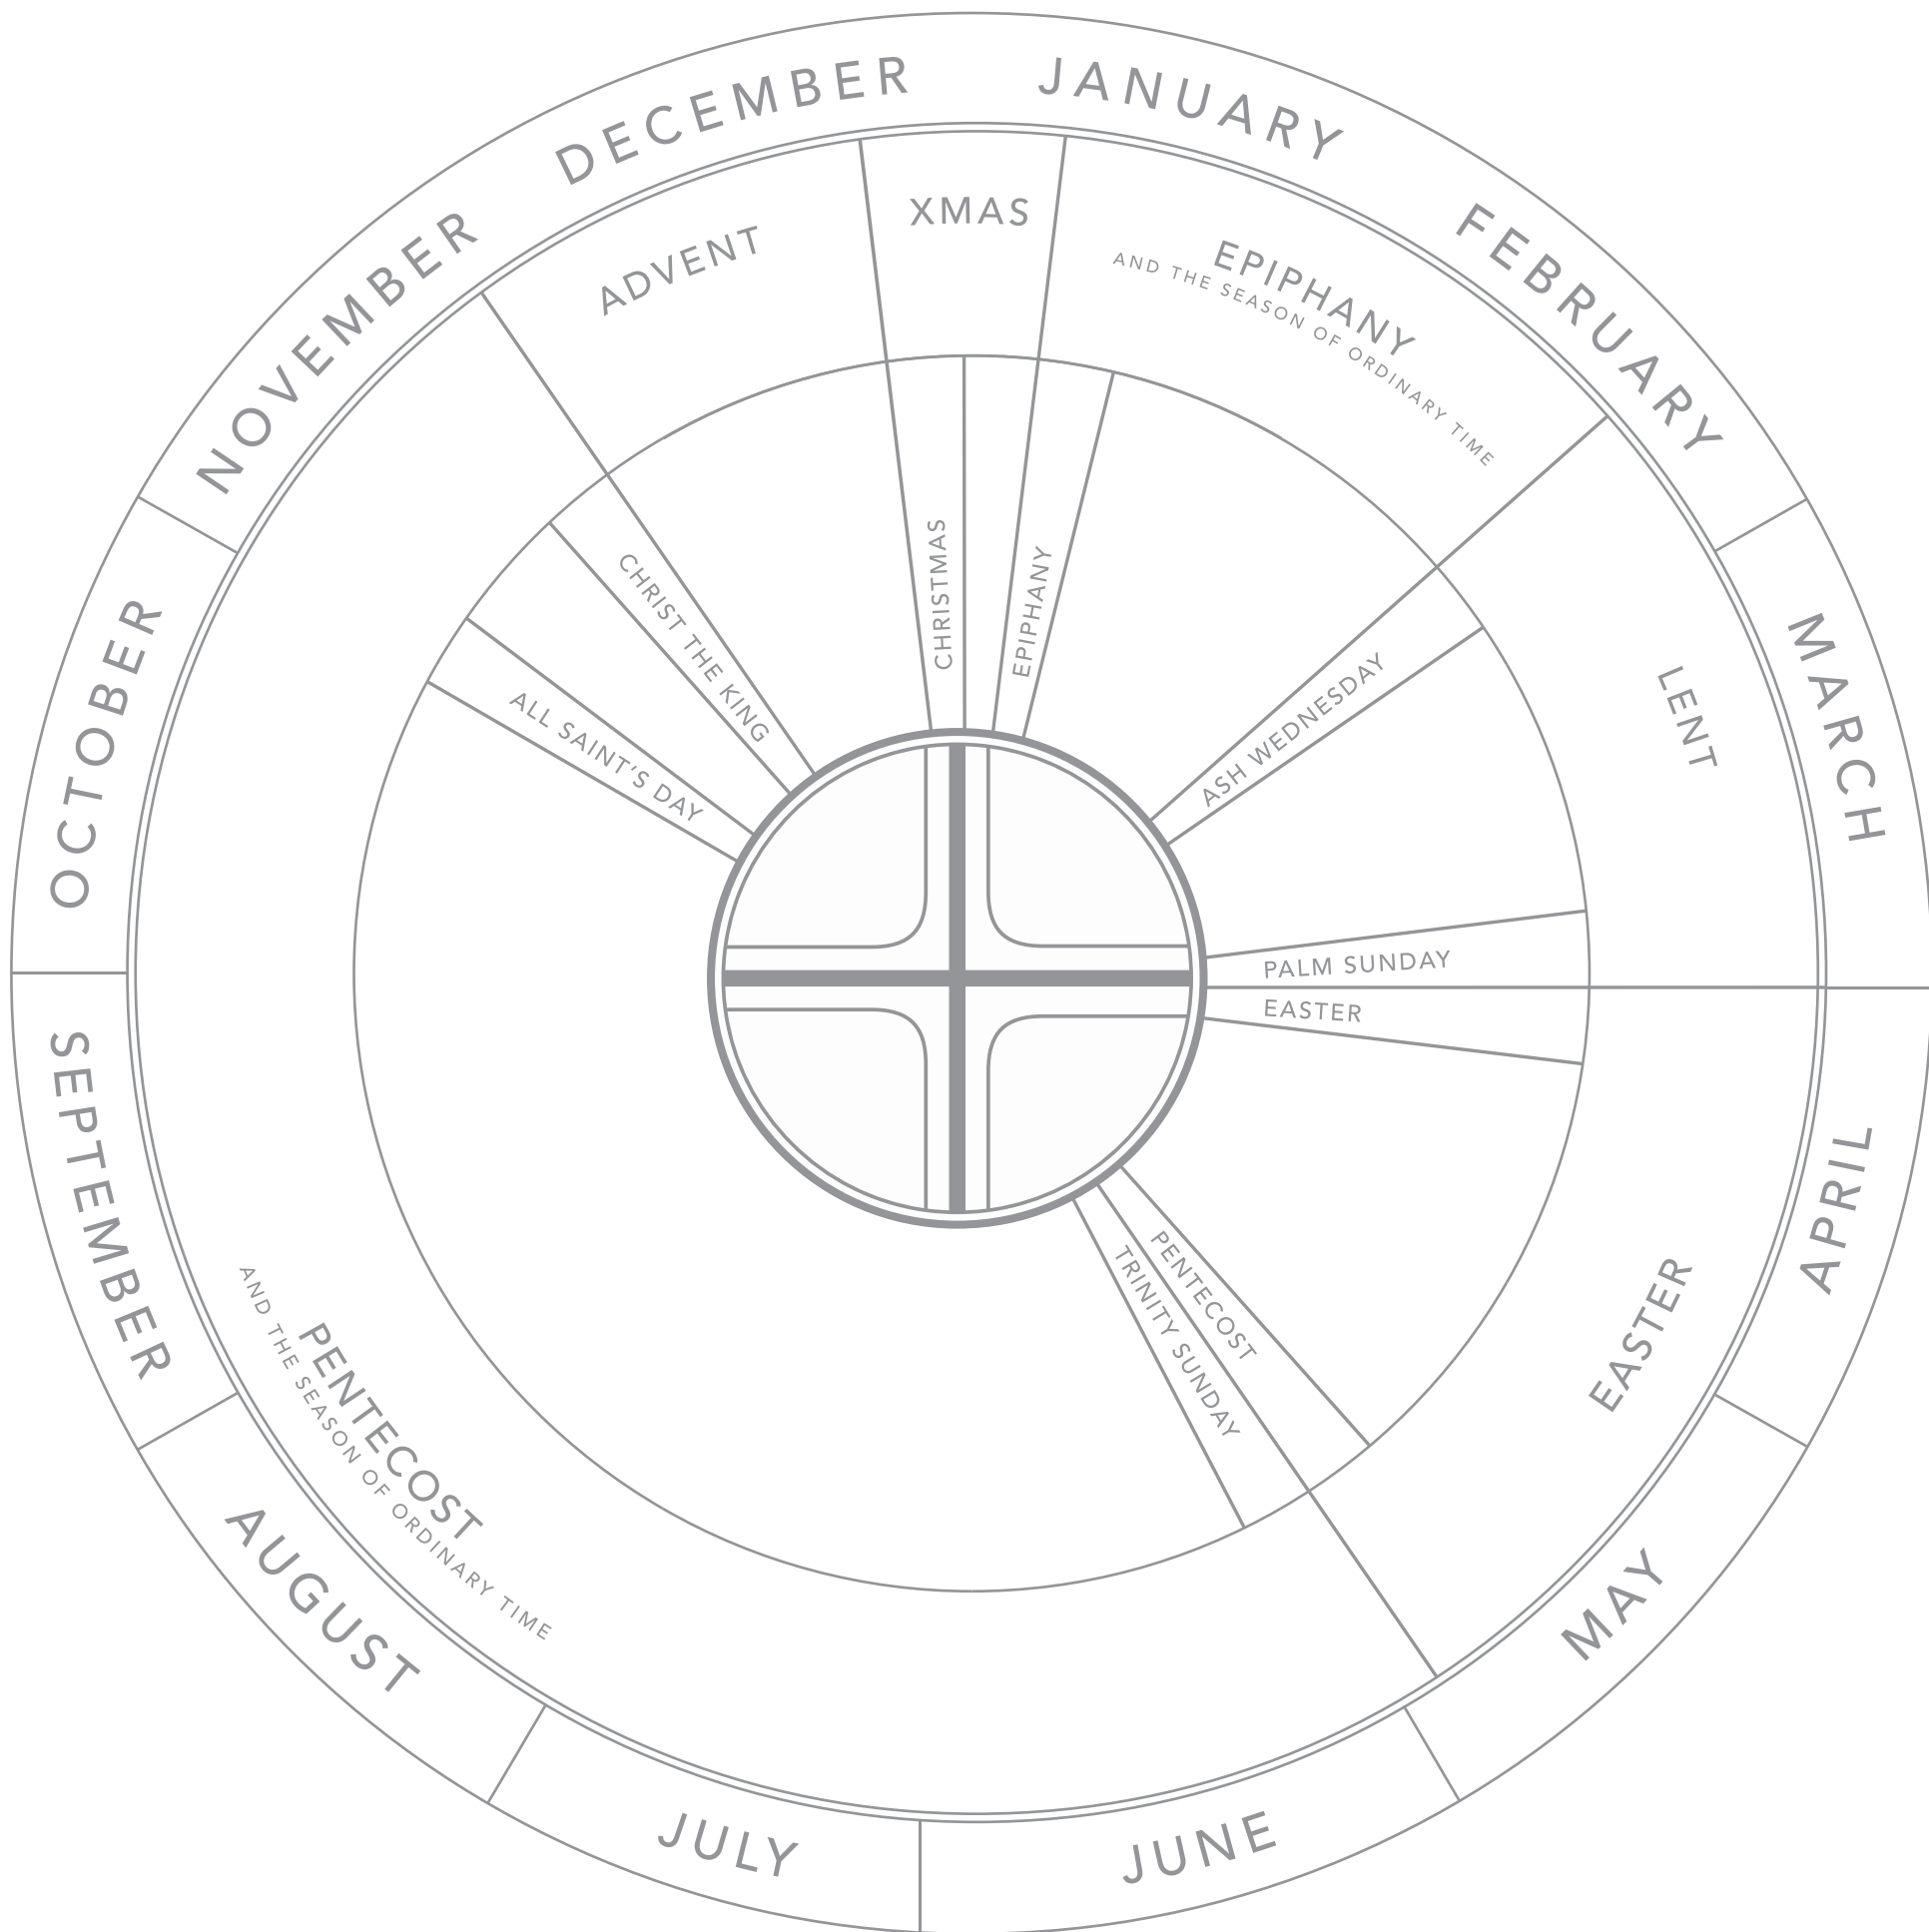 JANUARY
FEBRUARY
MARCH
APRIL
MAY
JUNE
JULY
AUGUST
SEPTEMBER
OCTOBER
NOVEMBER
DECEMBER
XMAS
EPIPHANY
AND THE SEASON OF ORDINARY TIME
LENT
EASTER
PENTECOST
AND THE SEASON OF ORDINARY TIME
ADVENT
CHRISTMAS
EPIPHANY
ASH WEDNESDAY
PALM SUNDAY
EASTER
PENTECOST
TRINITY SUNDAY
ALL SAINT'S DAY
CHRIST THE KING